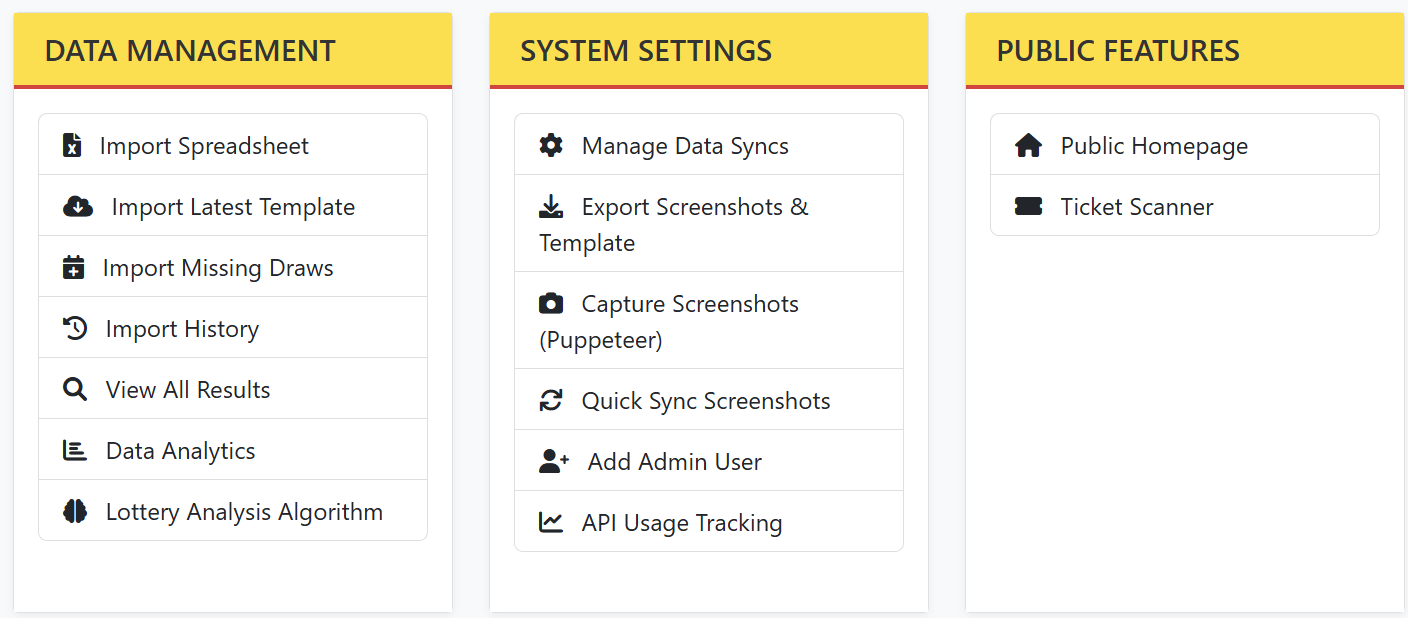 DATA MANAGEMENT
Import Spreadsheet
Import Latest Template
Import Missing Draws
Import History
View All Results
Data Analytics
Lottery Analysis Algorithm
SYSTEM SETTINGS
Manage Data Syncs
Export Screenshots &
Template
Capture Screenshots
(Puppeteer)
Quick Sync Screenshots
Add Admin User
API Usage Tracking
PUBLIC FEATURES
Public Homepage
Ticket Scanner